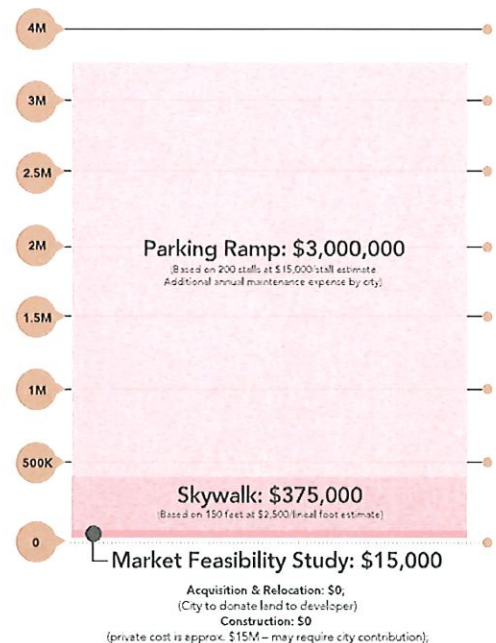 4M
3M
2.5M
2M
Parking Ramp: $3,000,000
(Based on 200 stalls at $15,000/stall estimate
Additional annual maintenance expense by city)
1.5M
1M
500K
Skywalk: $375,000
(Based on 150 feet at $2,500/lineal foot estimate)
0
Market Feasibility Study: $15,000
Acquisition & Relocation: $0;
(City to donate land to developer)
Construction: $0
(private cost is approx. $15M – may require city contribution);